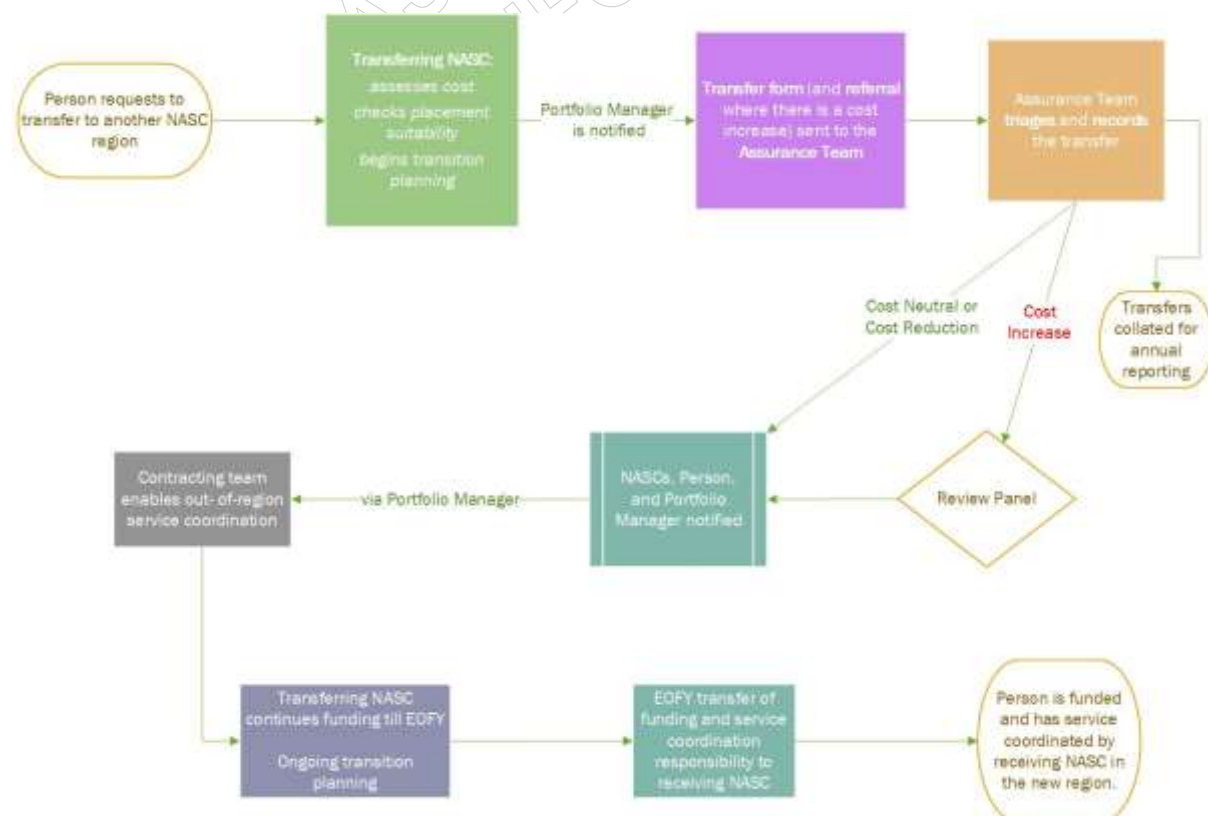 Person requests to
transfer to another NASC
region
Transferring NASC:
assesses cost
checks placement
suitability
begins transition
planning
Portfolio Manager
is notified
Transfer form (and referral
where there is a cost
increase) sent to the
Assurance Team
Assurance Team
triages and records
the transfer
Cost Neutral or
Cost Reduction
Cost
Increase
Transfers
collated for
annual
reporting
Contracting team
enables out- of-region
service coordination
via Portfolio Manager
NASCs, Person,
and Portfolio
Manager notified
Review Panel
Transferring NASC
continues funding till EOFY
Ongoing transition
planning
EOFY transfer of
funding and service
coordination
responsibility to
receiving NASC
Person is funded
and has service
coordinated by
receiving NASC in
the new region.